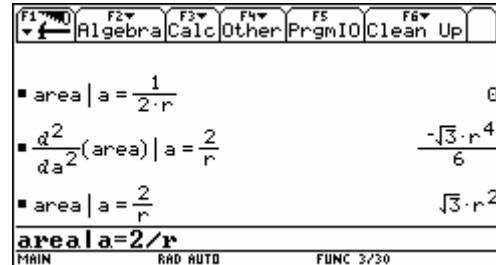 F1 F2 Algebra F3 Calc F4 Other F5 PrgmIO F6 Clean Up
▪ area | a = 1/(2·r) 0
▪ d²/da²(area) | a = 2/r -√3·r⁴/6
▪ area | a = 2/r √3·r²
area|a=2/r
MAIN RAD AUTO FUNC 3/30